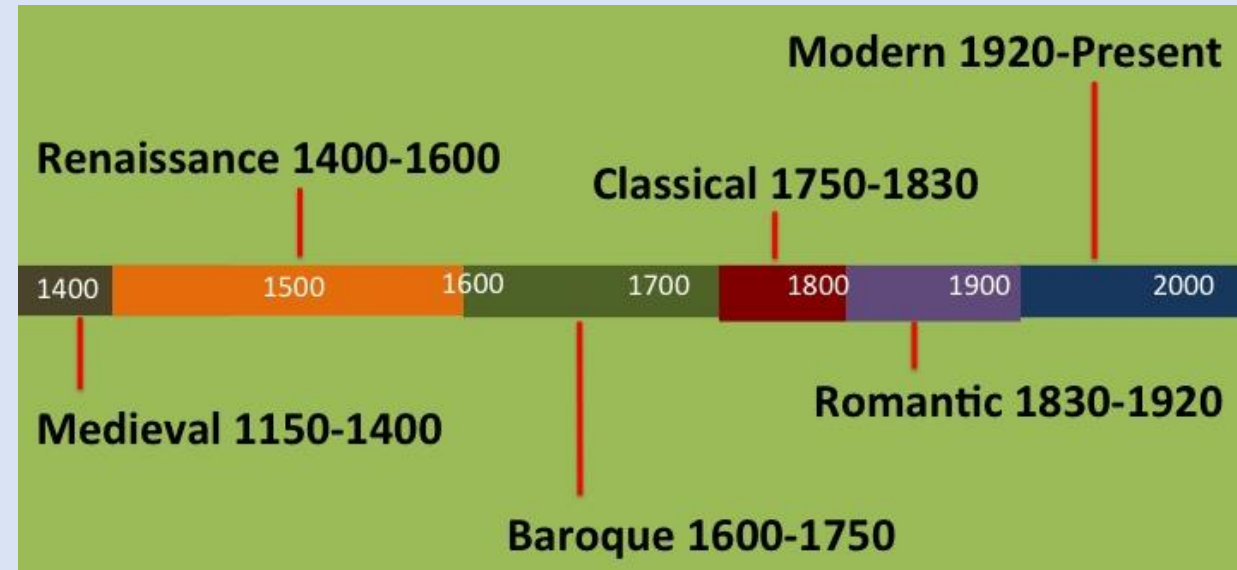 Modern 1920-Present
Renaissance 1400-1600
Classical 1750-1830
1400 1500 1600 1700 1800 1900 2000
Romantic 1830-1920
Medieval 1150-1400
Baroque 1600-1750